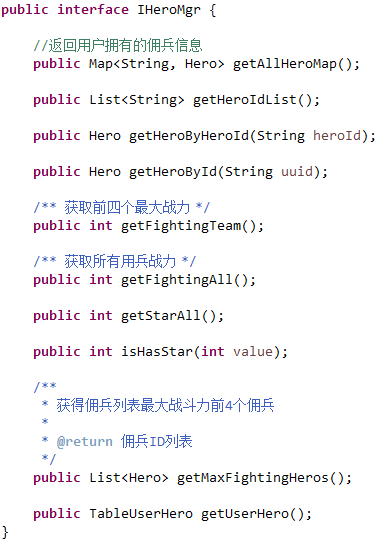 public interface IHeroMgr {
//返回用户拥有的佣兵信息
public Map<String, Hero> getAllHeroMap();
public List<String> getHeroIdList();
public Hero getHeroByHeroId(String heroId);
public Hero getHeroById(String uuid);
/** 获取前四个最大战力 */
public int getFightingTeam();
/** 获取所有用兵战力 */
public int getFightingAll();
public int getStarAll();
public int isHasStar(int value);
/**
* 获得佣兵列表最大战斗力前4个佣兵
*
* @return 佣兵ID列表
*/
public List<Hero> getMaxFightingHeros();
public TableUserHero getUserHero();
}